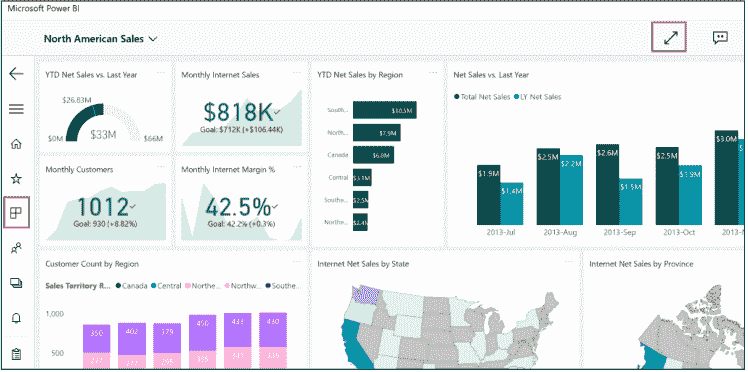 Microsoft Power BI
North American Sales
YTD Net Sales vs. Last Year
$26.83M
$33M
$0M
$66M
Monthly Internet Sales
$818K
Goal: $712K (+$106.44K)
YTD Net Sales by Region
South...
$10.5M
North...
$7.9M
Canada
$6.8M
Central
$3.1M
Southe...
$2.5M
Northe...
$2.4M
Net Sales vs. Last Year
Total Net Sales LY Net Sales
$1.9M
$1.4M
$2.5M
$2.2M
$2.6M
$1.5M
$2.5M
$1.9M
$3.0M
2013-Jul 2013-Aug 2013-Sep 2013-Oct 2013-N
Monthly Customers
1012
Goal: 930 (+8.82%)
Monthly Internet Margin %
42.5%
Goal: 42.2% (+0.3%)
Customer Count by Region
Sales Territory R... Canada Central Northe... Northw... Southe...
1,000
500
350 402 379 450 433 430
Internet Net Sales by State
Internet Net Sales by Province